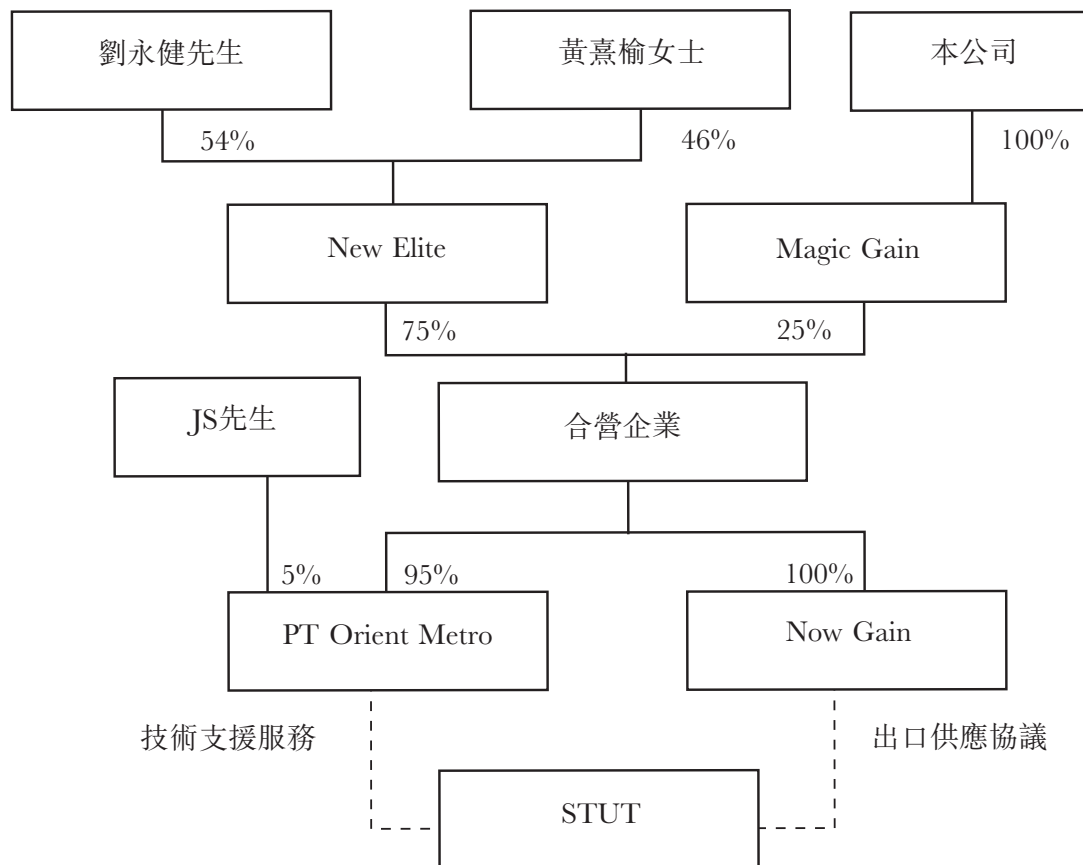 劉永健先生
黃熹榆女士
本公司
54%
46%
100%
New Elite
Magic Gain
75%
25%
JS先生
合營企業
5%
95%
100%
PT Orient Metro
Now Gain
技術支援服務
出口供應協議
STUT